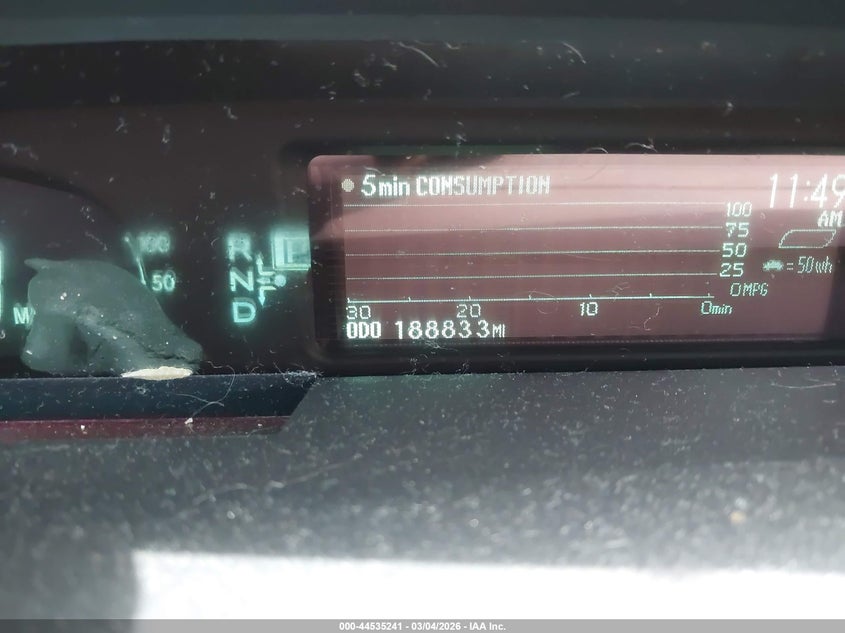 5min CONSUMPTION
11:49
AM
100
75
50
25
0MPG
= 50wh
30 20 10 0min
ODO 188833MI
100
50
M
R
N
D
000-44535241 - 03/04/2026 - IAA Inc.